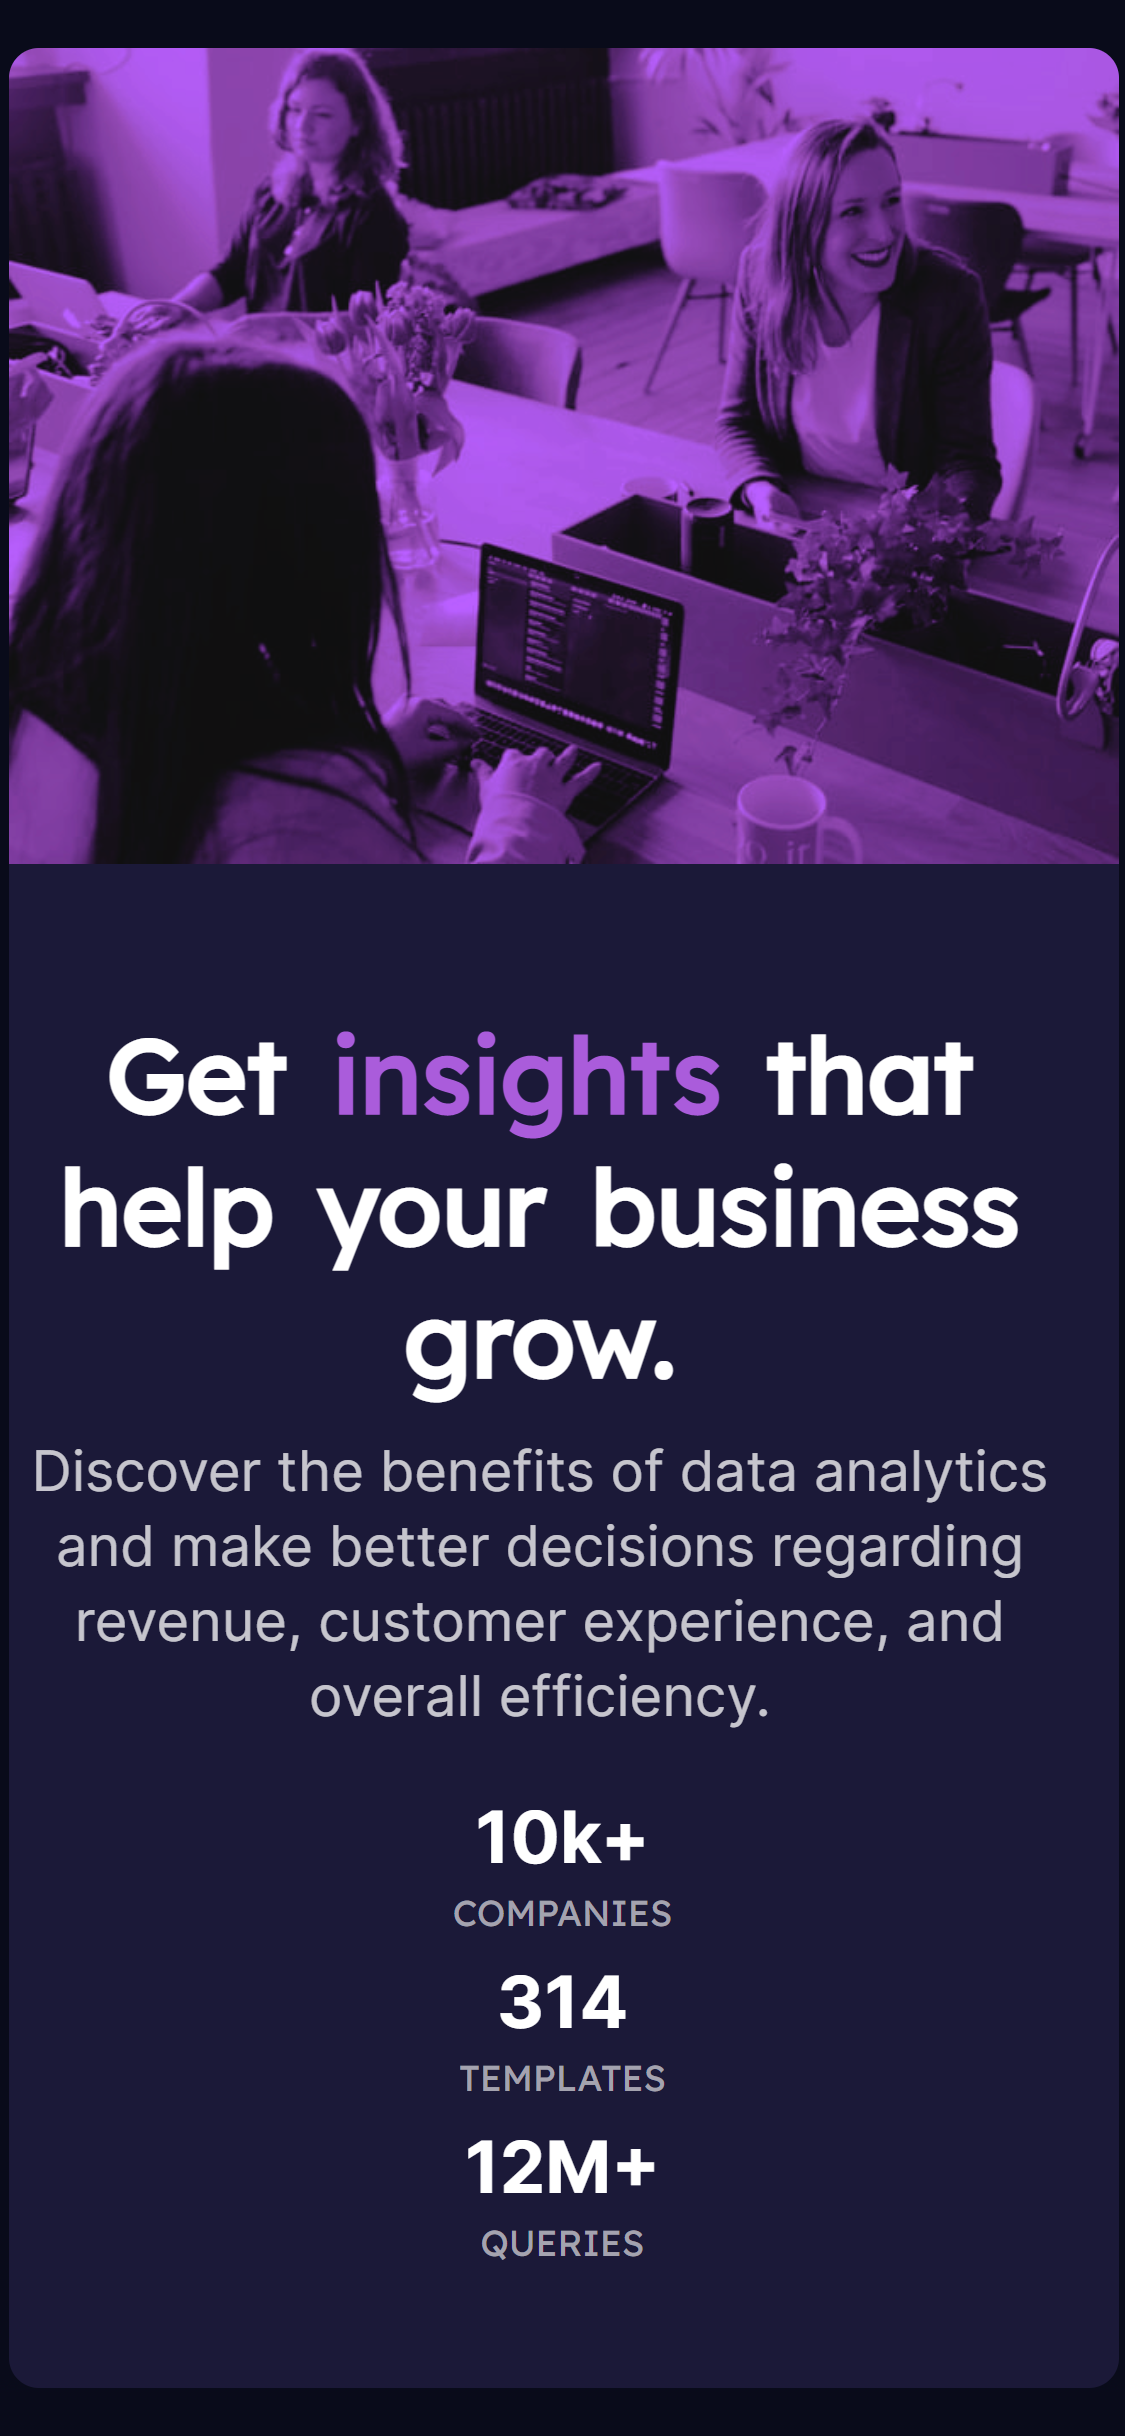 Get insights that
help your business
grow.
Discover the benefits of data analytics
and make better decisions regarding
revenue, customer experience, and
overall efficiency.
10k+
COMPANIES
314
TEMPLATES
12M+
QUERIES